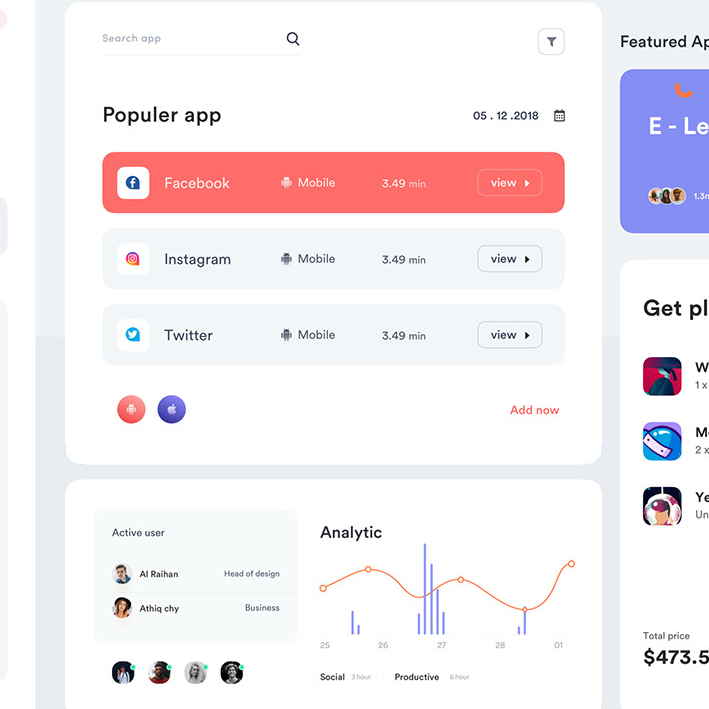 Search app
Populer app
05 . 12 .2018
Facebook Mobile 3.49 min view
Instagram Mobile 3.49 min view
Twitter Mobile 3.49 min view
Add now
Active user
Al Raihan Head of design
Athiq chy Business
Analytic
25 26 27 28 01
Social 3 hour Productive 6 hour
Featured Ap
E - Le
1.3m
Get pl
W
1 x
Mo
2 x
Ye
Un
Total price
$473.5